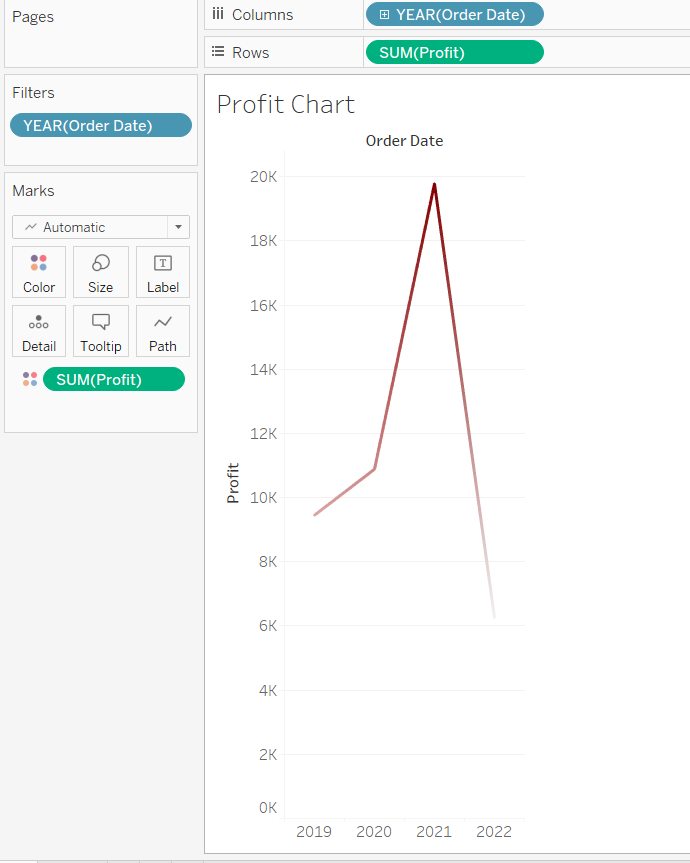 Pages
Columns
YEAR(Order Date)
Rows
SUM(Profit)
Filters
YEAR(Order Date)
Marks
Automatic
Color
Size
Label
Detail
Tooltip
Path
SUM(Profit)
Profit Chart
Order Date
20K
18K
16K
14K
12K
10K
8K
6K
4K
2K
0K
Profit
2019 2020 2021 2022